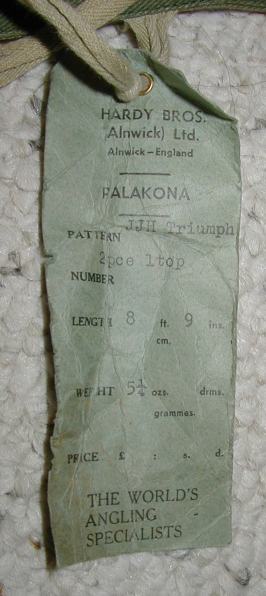 HARDY BROS.
(Alnwick) Ltd.
Alnwick - England
PALAKONA
JJH Triumph
PATTERN
2pce 1top
NUMBER
LENGTH 8 ft. 9 ins.
cm.
WEIGHT 5¼ ozs. drms.
grammes.
PRICE £ : s. d.
THE WORLD'S
ANGLING -
SPECIALISTS